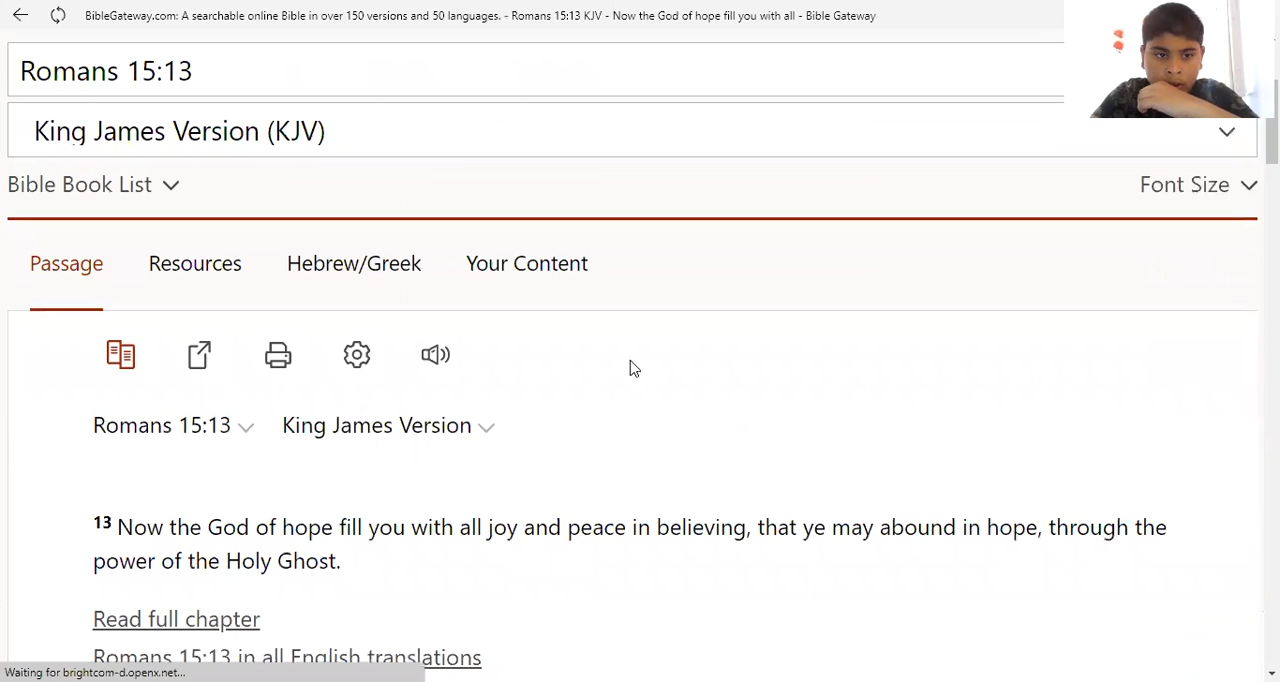 BibleGateway.com: A searchable online Bible in over 150 versions and 50 languages. - Romans 15:13 KJV - Now the God of hope fill you with all - Bible Gateway
Romans 15:13
King James Version (KJV)
Bible Book List
Font Size
Passage Resources Hebrew/Greek Your Content
Romans 15:13 King James Version
13 Now the God of hope fill you with all joy and peace in believing, that ye may abound in hope, through the
power of the Holy Ghost.
Read full chapter
Romans 15:13 in all English translations
Waiting for brightcom-d.openx.net...